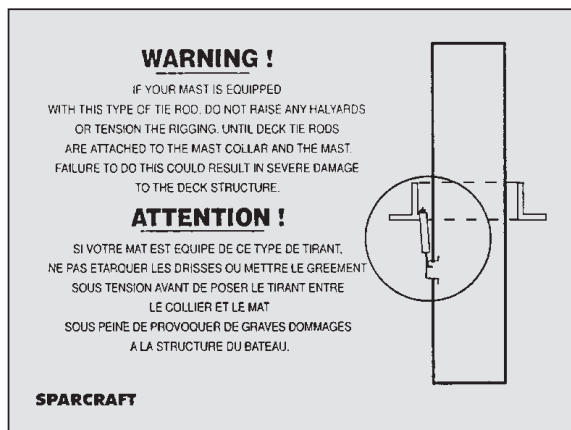 WARNING !
IF YOUR MAST IS EQUIPPED
WITH THIS TYPE OF TIE ROD, DO NOT RAISE ANY HALYARDS
OR TENSION THE RIGGING, UNTIL DECK TIE RODS
ARE ATTACHED TO THE MAST COLLAR AND THE MAST.
FAILURE TO DO THIS COULD RESULT IN SEVERE DAMAGE
TO THE DECK STRUCTURE.
ATTENTION !
SI VOTRE MAT EST EQUIPE DE CE TYPE DE TIRANT,
NE PAS ETARQUER LES DRISSES OU METTRE LE GREEMENT
SOUS TENSION AVANT DE POSER LE TIRANT ENTRE
LE COLLIER ET LE MAT
SOUS PEINE DE PROVOQUER DE GRAVES DOMMAGES
A LA STRUCTURE DU BATEAU.
SPARCRAFT